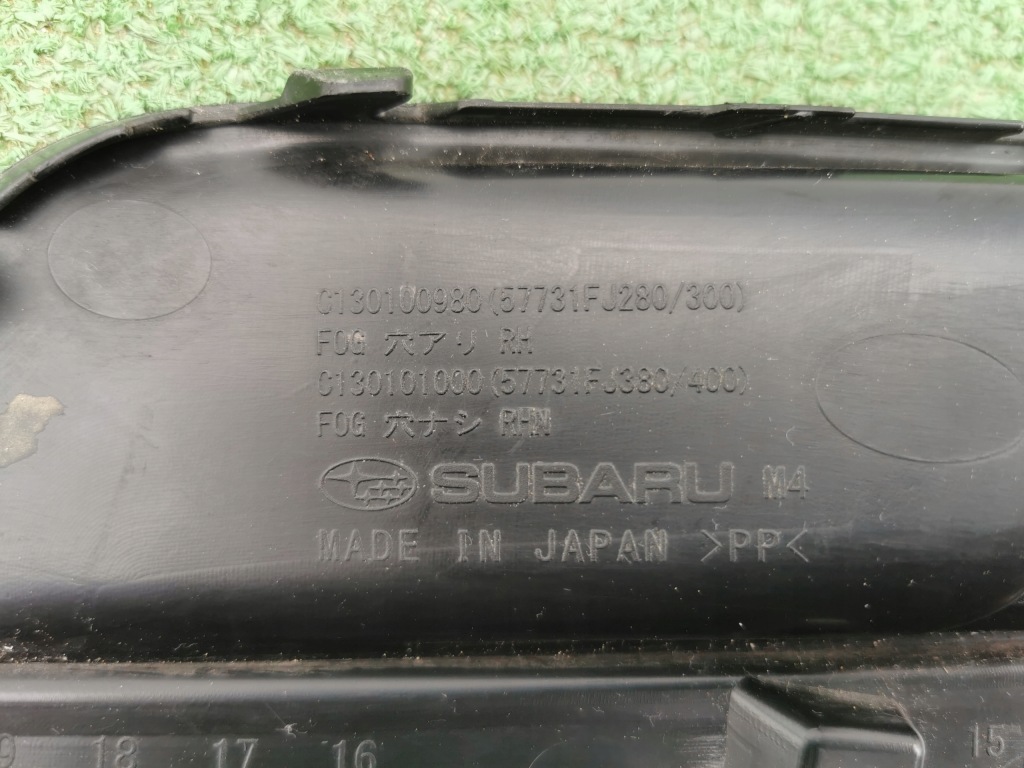 C130100980(57731FJ280/300)
FOG 穴アリ RH
C130101000(57731FJ380/400)
FOG 穴ナシ RHN
SUBARU M4
MADE IN JAPAN >PP<
9 18 17 16 15